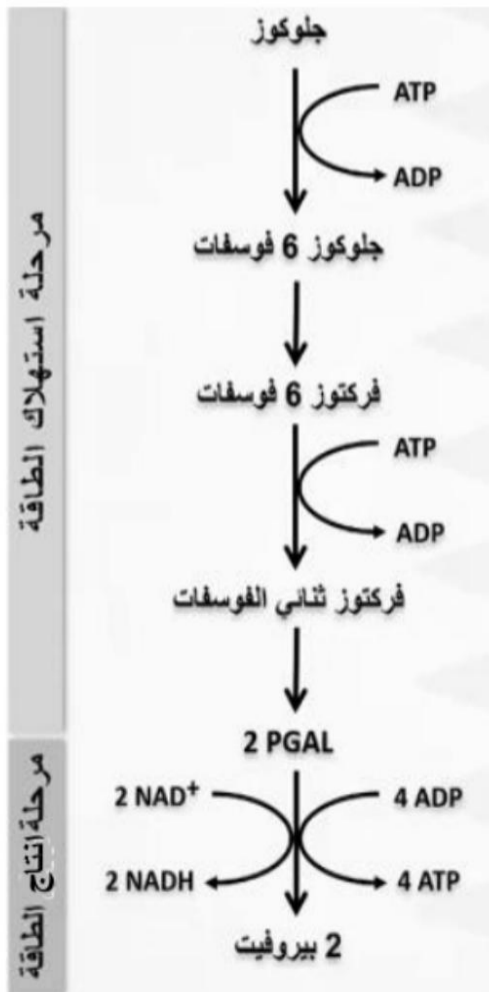 جلوكوز
ATP
ADP
جلوكوز 6 فوسفات
فركتوز 6 فوسفات
ATP
ADP
فركتوز ثنائي الفوسفات
مرحلة استهلاك الطاقة
2 PGAL
2 NAD+
4 ADP
2 NADH
4 ATP
2 بيروفيت
مرحلة انتاج الطاقة